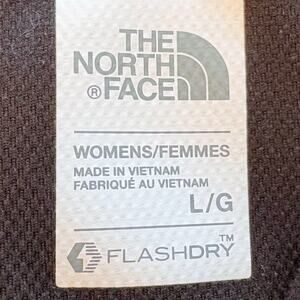 THE
NORTH
® FACE
WOMENS/FEMMES
MADE IN VIETNAM
FABRIQUÉ AU VIETNAM
L/G
FLASHDRY™